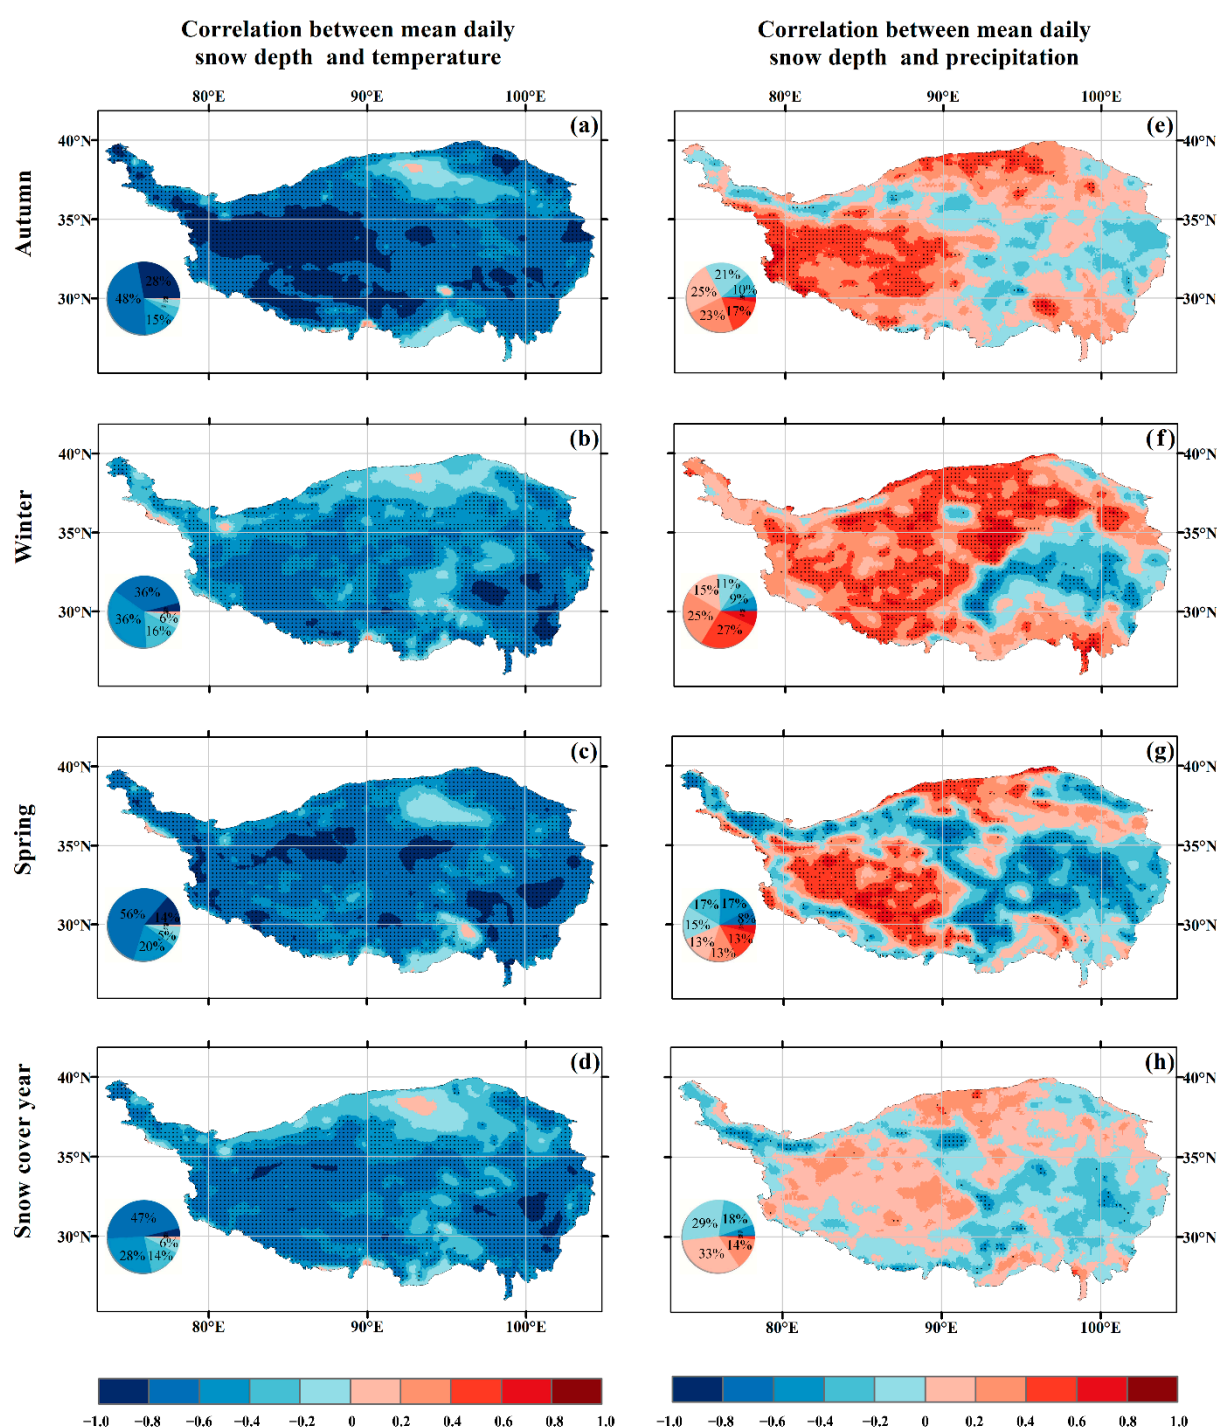 Correlation between mean daily
snow depth and temperature
Correlation between mean daily
snow depth and precipitation
80°E 90°E 100°E
80°E 90°E 100°E
Autumn
40°N
35°N
30°N
(a)
28%
48%
15%
(e)
40°N
35°N
30°N
21%
10%
25%
23%
17%
Winter
40°N
35°N
30°N
(b)
36%
36%
6%
16%
(f)
40°N
35°N
30°N
11%
15%
9%
25%
27%
Spring
40°N
35°N
30°N
(c)
56%
14%
5%
20%
(g)
40°N
35°N
30°N
17%
17%
8%
15%
13%
13%
13%
Snow cover year
40°N
35°N
30°N
(d)
47%
6%
28%
14%
(h)
40°N
35°N
30°N
29%
18%
14%
33%
80°E 90°E 100°E
80°E 90°E 100°E
−1.0 −0.8 −0.6 −0.4 −0.2 0 0.2 0.4 0.6 0.8 1.0
−1.0 −0.8 −0.6 −0.4 −0.2 0 0.2 0.4 0.6 0.8 1.0